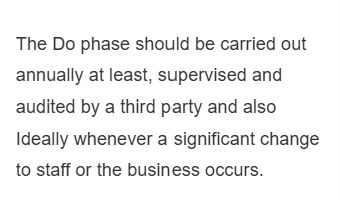 The Do phase should be carried out
annually at least, supervised and
audited by a third party and also
Ideally whenever a significant change
to staff or the business occurs.